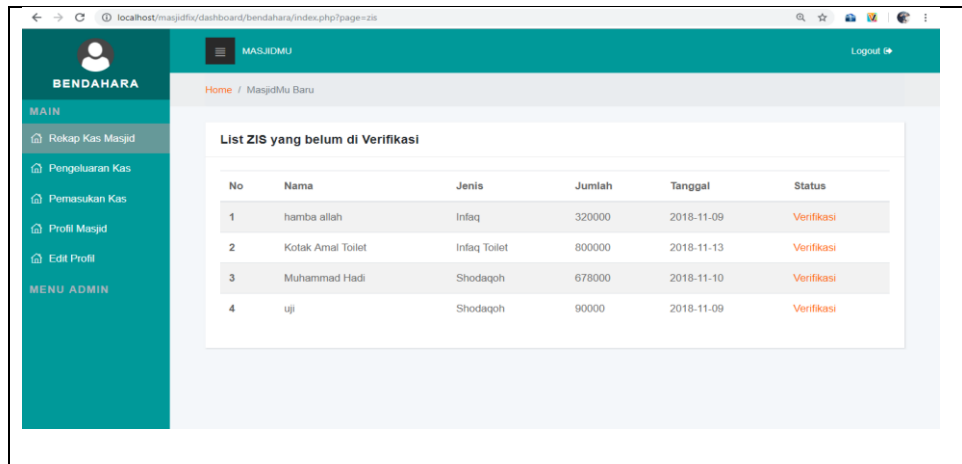 localhost/masjidfix/dashboard/bendahara/index.php?page=zis
BENDAHARA
MASJIDMU
Logout
Home / MasjidMu Baru
MAIN
Rekap Kas Masjid
Pengeluaran Kas
Pemasukan Kas
Profil Masjid
Edit Profil
MENU ADMIN
List ZIS yang belum di Verifikasi
No Nama Jenis Jumlah Tanggal Status
1 hamba allah Infaq 320000 2018-11-09 Verifikasi
2 Kotak Amal Toilet Infaq Toilet 800000 2018-11-13 Verifikasi
3 Muhammad Hadi Shodaqoh 678000 2018-11-10 Verifikasi
4 uji Shodaqoh 90000 2018-11-09 Verifikasi